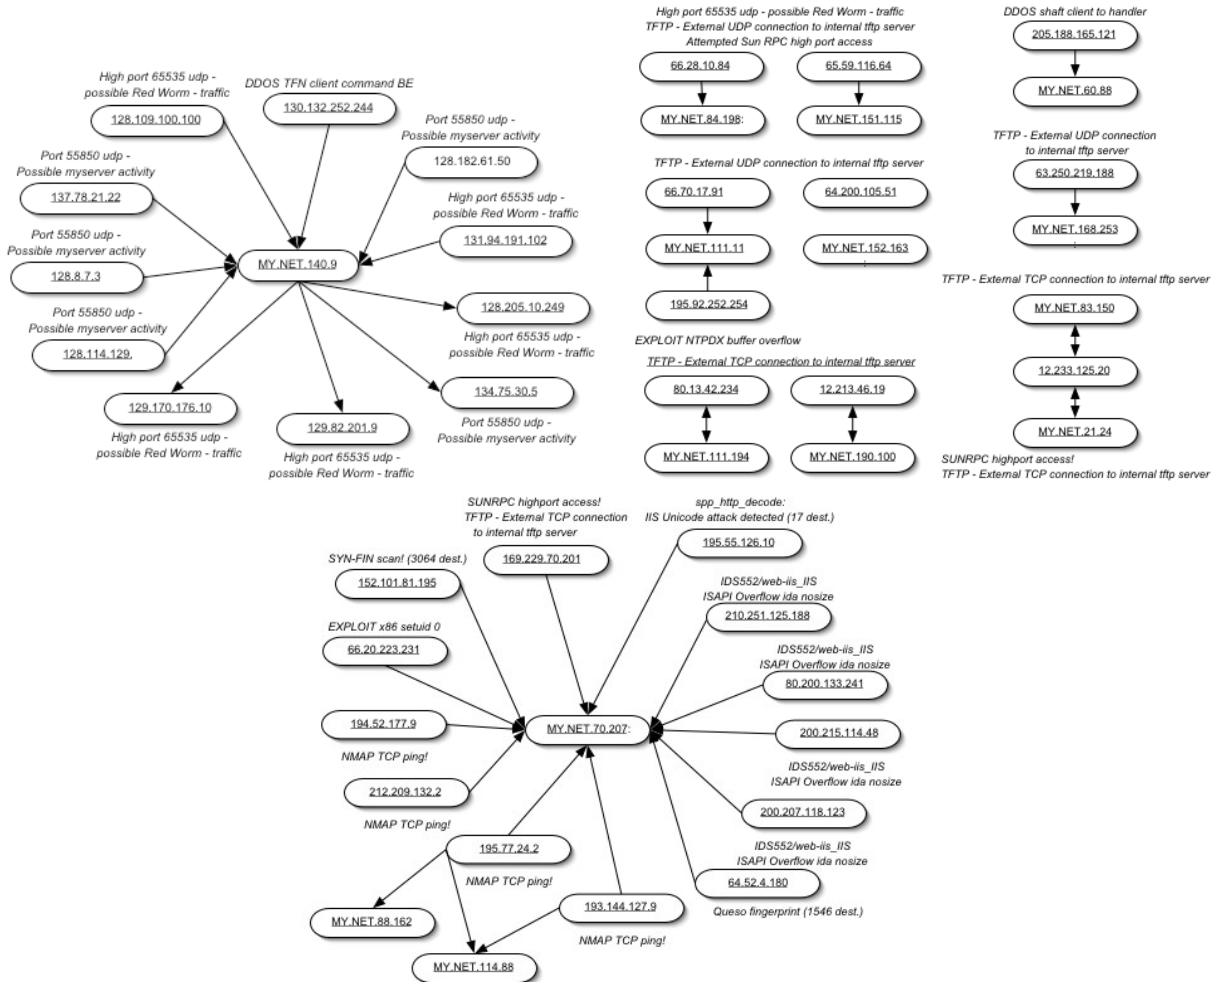 High port 65535 udp -
possible Red Worm - traffic
128.109.100.100
DDOS TFN client command BE
130.132.252.244
Port 55850 udp -
Possible myserver activity
128.182.61.50
Port 55850 udp -
Possible myserver activity
137.78.21.22
High port 65535 udp -
possible Red Worm - traffic
131.94.191.102
Port 55850 udp -
Possible myserver activity
128.8.7.3
MY.NET.140.9
Port 55850 udp -
Possible myserver activity
128.114.129.
128.205.10.249
High port 65535 udp -
possible Red Worm - traffic
129.170.176.10
High port 65535 udp -
possible Red Worm - traffic
129.82.201.9
High port 65535 udp -
possible Red Worm - traffic
134.75.30.5
Port 55850 udp -
Possible myserver activity
High port 65535 udp - possible Red Worm - traffic
TFTP - External UDP connection to internal tftp server
Attempted Sun RPC high port access
66.28.10.84
65.59.116.64
MY.NET.84.198:
MY.NET.151.115
TFTP - External UDP connection to internal tftp server
66.70.17.91
64.200.105.51
MY.NET.111.11
MY.NET.152.163
:
195.92.252.254
EXPLOIT NTPDX buffer overflow
TFTP - External TCP connection to internal tftp server
80.13.42.234
12.213.46.19
MY.NET.111.194
MY.NET.190.100
DDOS shaft client to handler
205.188.165.121
MY.NET.60.88
TFTP - External UDP connection
to internal tftp server
63.250.219.188
MY.NET.168.253
:
TFTP - External TCP connection to internal tftp server
MY.NET.83.150
12.233.125.20
MY.NET.21.24
SUNRPC highport access!
TFTP - External TCP connection to internal tftp server
SUNRPC highport access!
TFTP - External TCP connection
to internal tftp server
169.229.70.201
spp_http_decode:
IIS Unicode attack detected (17 dest.)
195.55.126.10
SYN-FIN scan! (3064 dest.)
152.101.81.195
IDS552/web-iis_IIS
ISAPI Overflow ida nosize
210.251.125.188
EXPLOIT x86 setuid 0
66.20.223.231
IDS552/web-iis_IIS
ISAPI Overflow ida nosize
80.200.133.241
194.52.177.9
NMAP TCP ping!
MY.NET.70.207:
200.215.114.48
IDS552/web-iis_IIS
ISAPI Overflow ida nosize
212.209.132.2
NMAP TCP ping!
200.207.118.123
IDS552/web-iis_IIS
ISAPI Overflow ida nosize
195.77.24.2
NMAP TCP ping!
64.52.4.180
Queso fingerprint (1546 dest.)
193.144.127.9
NMAP TCP ping!
MY.NET.88.162
MY.NET.114.88